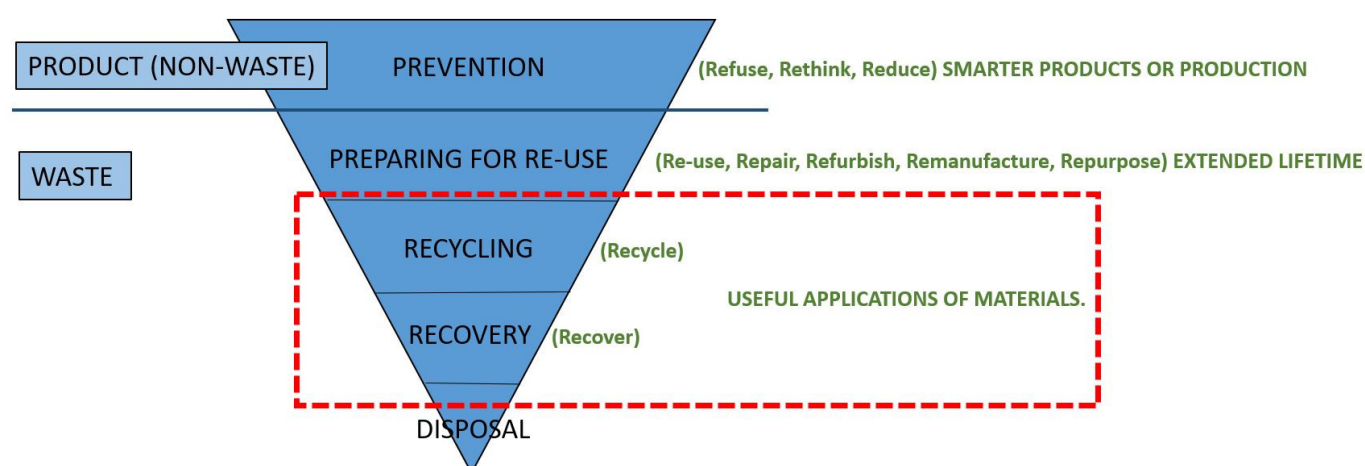 PRODUCT (NON-WASTE)
PREVENTION
(Refuse, Rethink, Reduce) SMARTER PRODUCTS OR PRODUCTION
WASTE
PREPARING FOR RE-USE
(Re-use, Repair, Refurbish, Remanufacture, Repurpose) EXTENDED LIFETIME
RECYCLING
(Recycle)
USEFUL APPLICATIONS OF MATERIALS.
RECOVERY
(Recover)
DISPOSAL